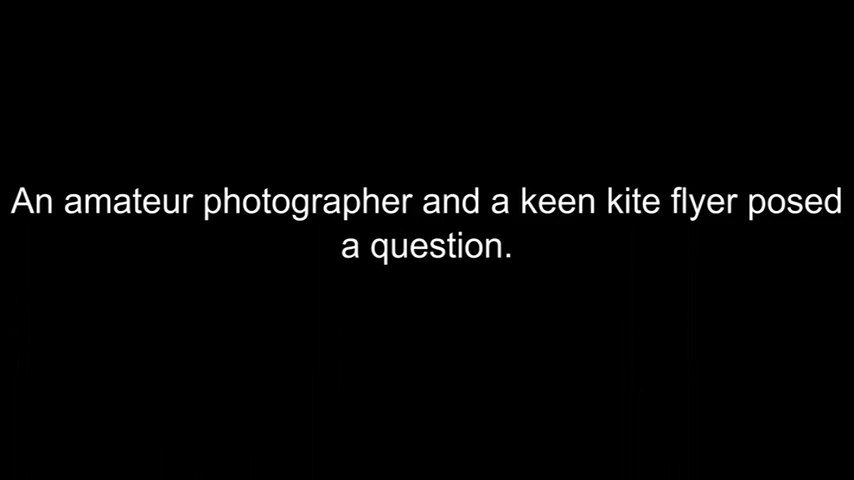 An amateur photographer and a keen kite flyer posed
a question.